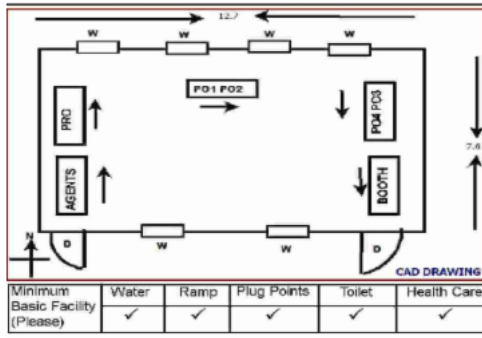 12.7
W W W W
PO1 PO2
PRO
PO4 PO3
7.6
AGENTS
BOOTH
N
D
W
W
D
CAD DRAWING
Minimum Basic Facility (Please) Water Ramp Plug Points Toilet Health Care
✓ ✓ ✓ ✓ ✓